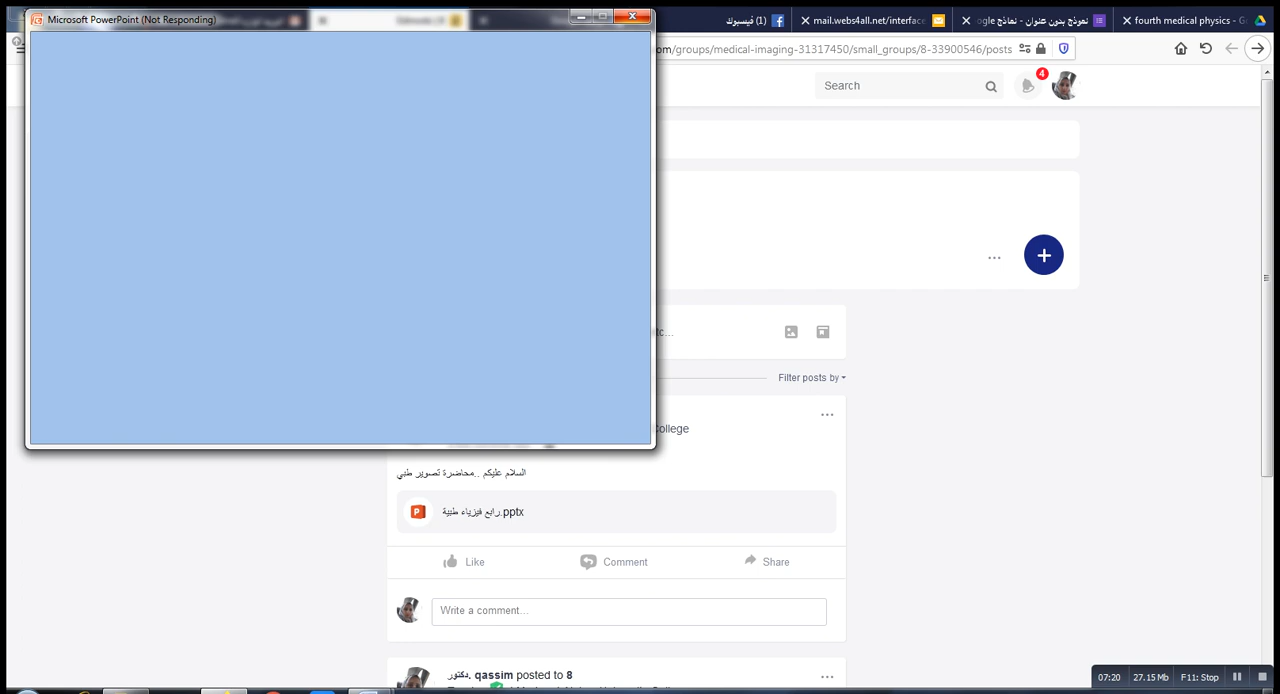 Microsoft PowerPoint (Not Responding)
(1) فيسبوك
mail.webs4all.net/interface
نموذج بدون عنوان - نماذج ogle
fourth medical physics - G
om/groups/medical-imaging-31317450/small_groups/8-33900546/posts
Search
4
tc...
Filter posts by
College
السلام عليكم ..محاضرة تصوير طبي
رابع فيزياء طبية.pptx
Like
Comment
Share
Write a comment...
دكتور. qassim posted to 8
07:20
27.15 Mb
F11: Stop